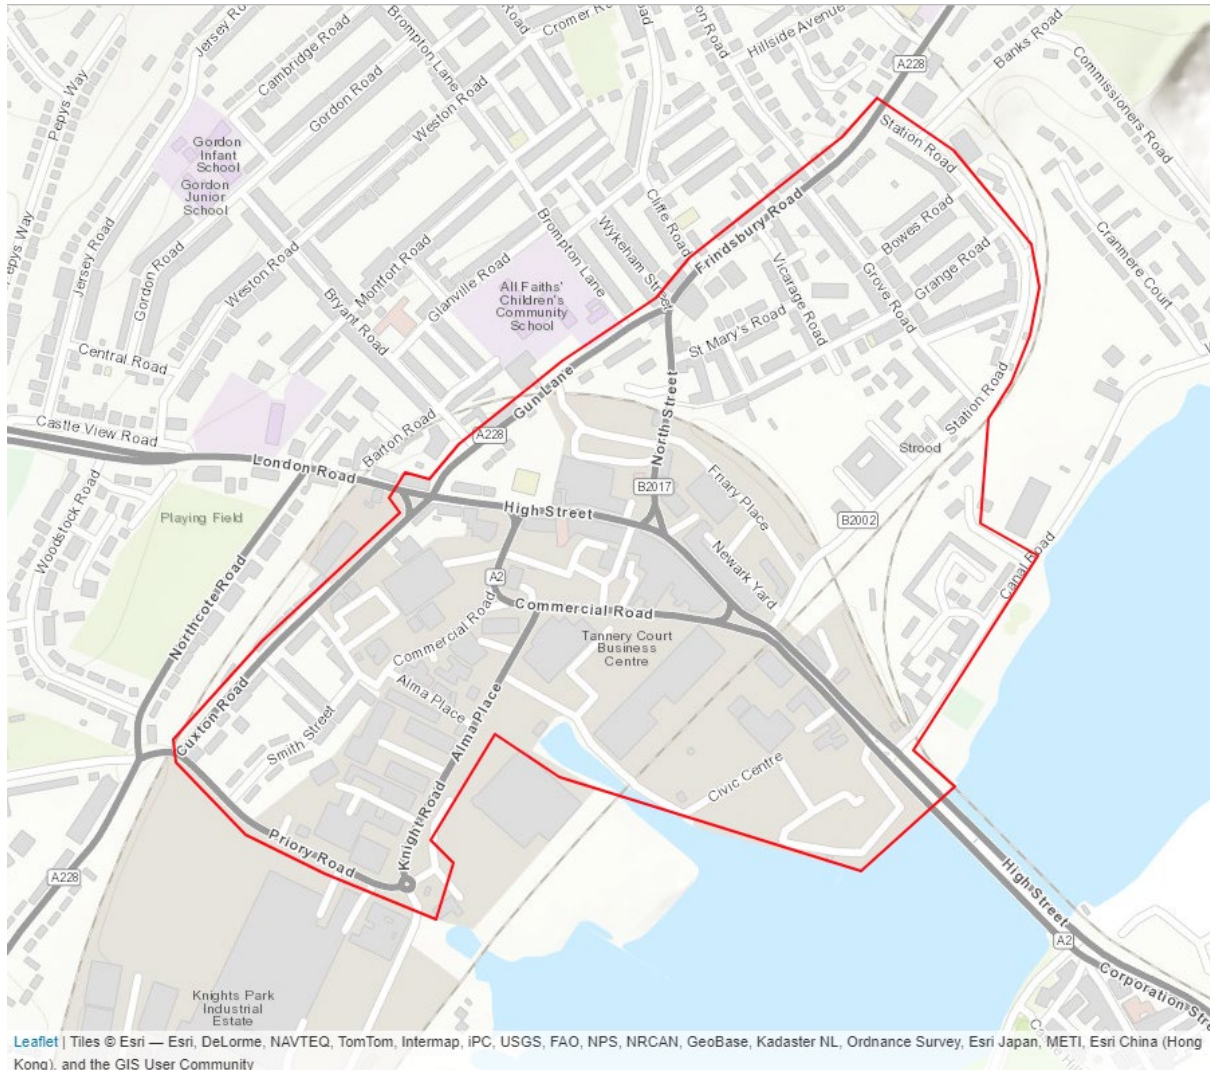 Jersey Road
Cambridge Road
Brompton Lane
Road
Cromer Road
Road
Hillside Avenue
Banks Road
A228
Commissioners Road
Pepys Way
Gordon Road
Weston Road
Station Road
Gordon
Infant
School
Gordon
Junior
School
Cliffe Road
Frindsbury Road
Bowes Road
Cranmere Court
Pepys Way
Jersey Road
Gordon Road
Weston Road
Montfort Road
Glanville Road
Brompton Lane
Wykeham Street
Vicarage Road
Grove Road
Grange Road
All Faiths'
Children's
Community
School
Bryant Road
St Mary's Road
Central Road
Gun Lane
North Street
Station Road
Castle View Road
Barton Road
A228
Strood
London Road
High Street
B2017
Friary Place
B2002
Playing Field
Woodstock Road
Northcote Road
Newark Yard
Canal Road
A2
Commercial Road
Commercial Road
Tannery Court
Business
Centre
Alma Place
Alma Place
Cuxton Road
Smith Street
Civic Centre
Knight Road
Priory Road
A228
High Street
A2
Corporation Stre
Knights Park
Industrial
Estate
Leaflet | Tiles © Esri — Esri, DeLorme, NAVTEQ, TomTom, Intermap, iPC, USGS, FAO, NPS, NRCAN, GeoBase, Kadaster NL, Ordnance Survey, Esri Japan, METI, Esri China (Hong
Kong), and the GIS User Community